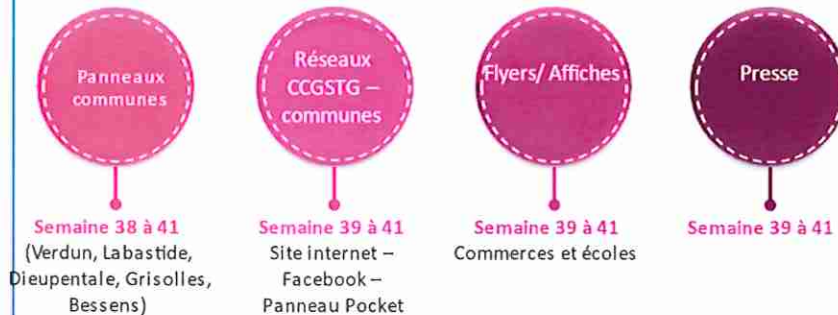 Panneaux
communes
Semaine 38 à 41
(Verdun, Labastide,
Dieupentale, Grisolles,
Bessens)
Réseaux
CCGSTG –
communes
Semaine 39 à 41
Site internet –
Facebook –
Panneau Pocket
Flyers/ Affiches
Semaine 39 à 41
Commerces et écoles
Presse
Semaine 39 à 41